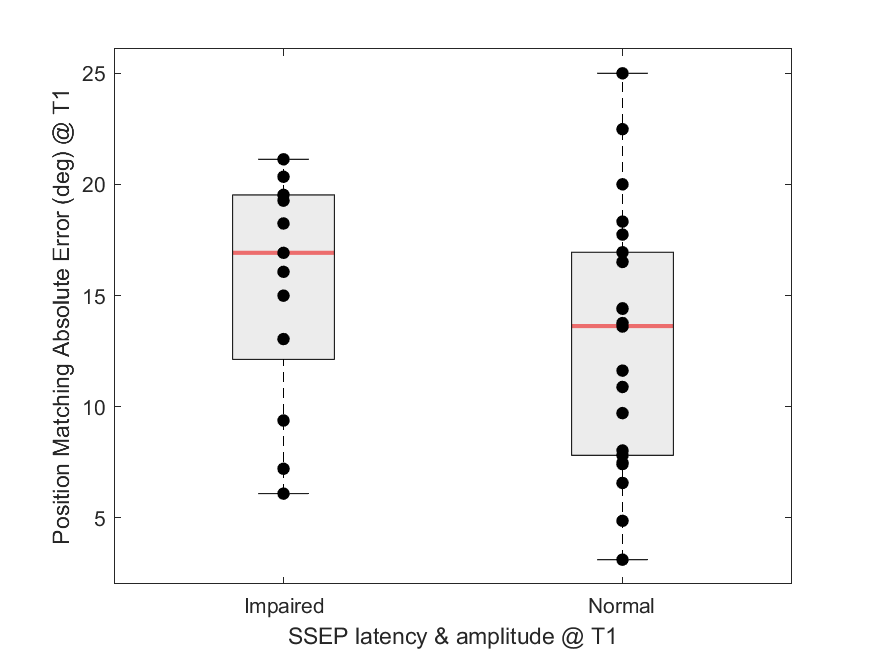 Position Matching Absolute Error (deg) @ T1
25
20
15
10
5
Impaired
Normal
SSEP latency & amplitude @ T1